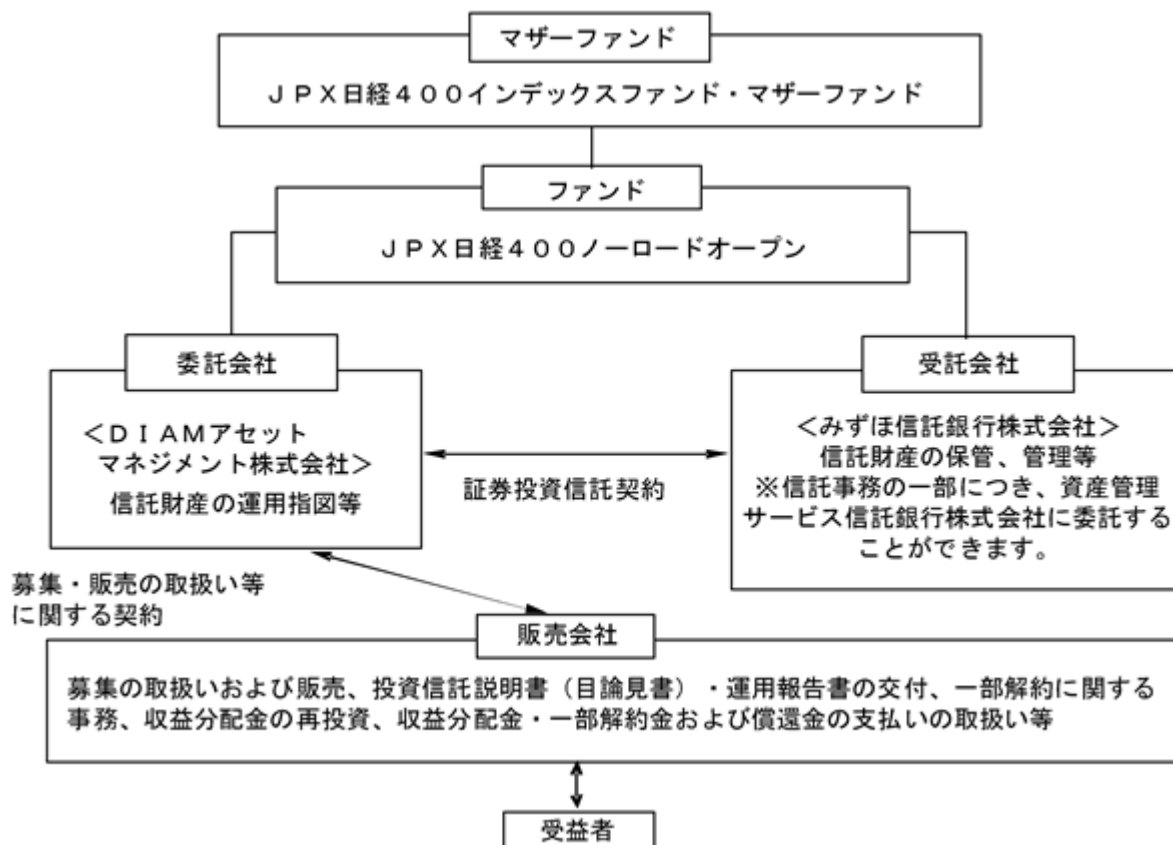 マザーファンド
ＪＰＸ日経４００インデックスファンド・マザーファンド
ファンド
ＪＰＸ日経４００ノーロードオープン
委託会社
＜ＤＩＡＭアセット
マネジメント株式会社＞
信託財産の運用指図等
証券投資信託契約
受託会社
＜みずほ信託銀行株式会社＞
信託財産の保管、管理等
※信託事務の一部につき、資産管理
サービス信託銀行株式会社に委託する
ことができます。
募集・販売の取扱い等
に関する契約
販売会社
募集の取扱いおよび販売、投資信託説明書（目論見書）・運用報告書の交付、一部解約に関する
事務、収益分配金の再投資、収益分配金・一部解約金および償還金の支払いの取扱い等
受益者